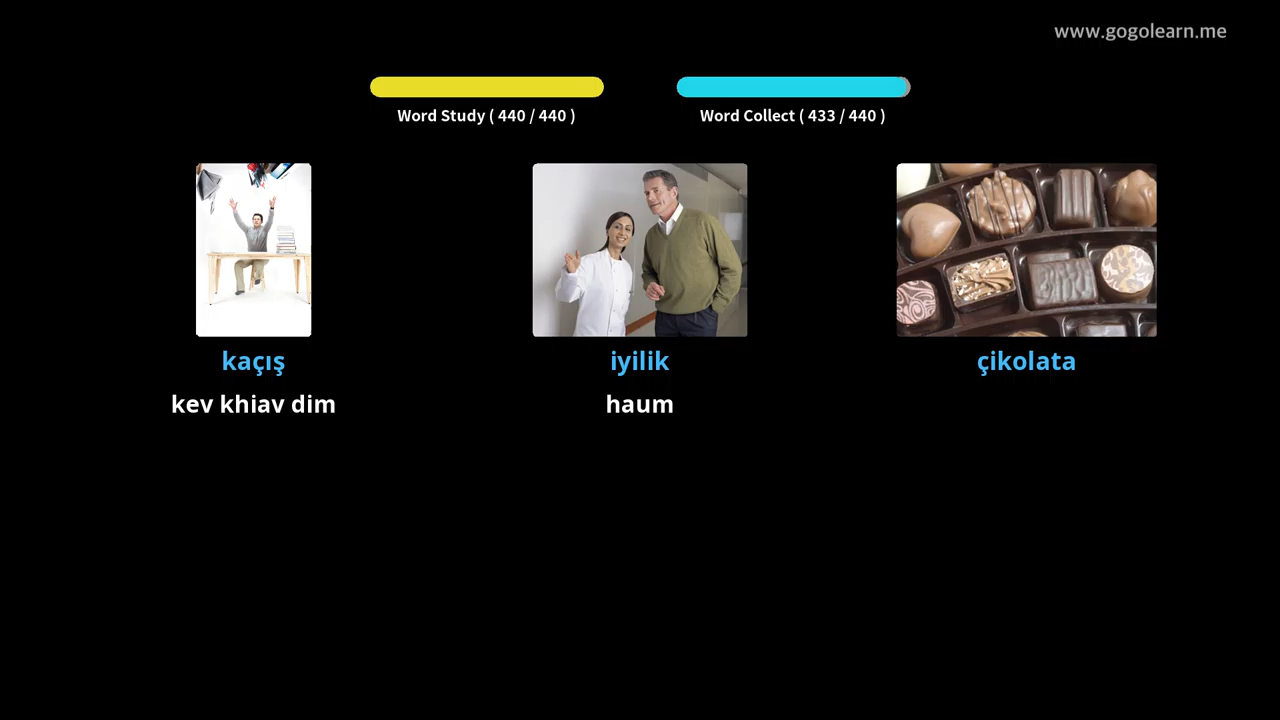 www.gogolearn.me
Word Study ( 440 / 440 )
Word Collect ( 433 / 440 )
kaçış
iyilik
çikolata
kev khiav dim
haum